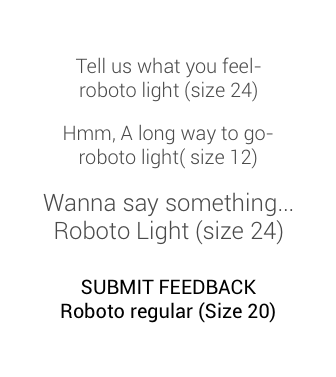 Tell us what you feel-
roboto light (size 24)
Hmm, A long way to go-
roboto light( size 12)
Wanna say something...
Roboto Light (size 24)
SUBMIT FEEDBACK
Roboto regular (Size 20)